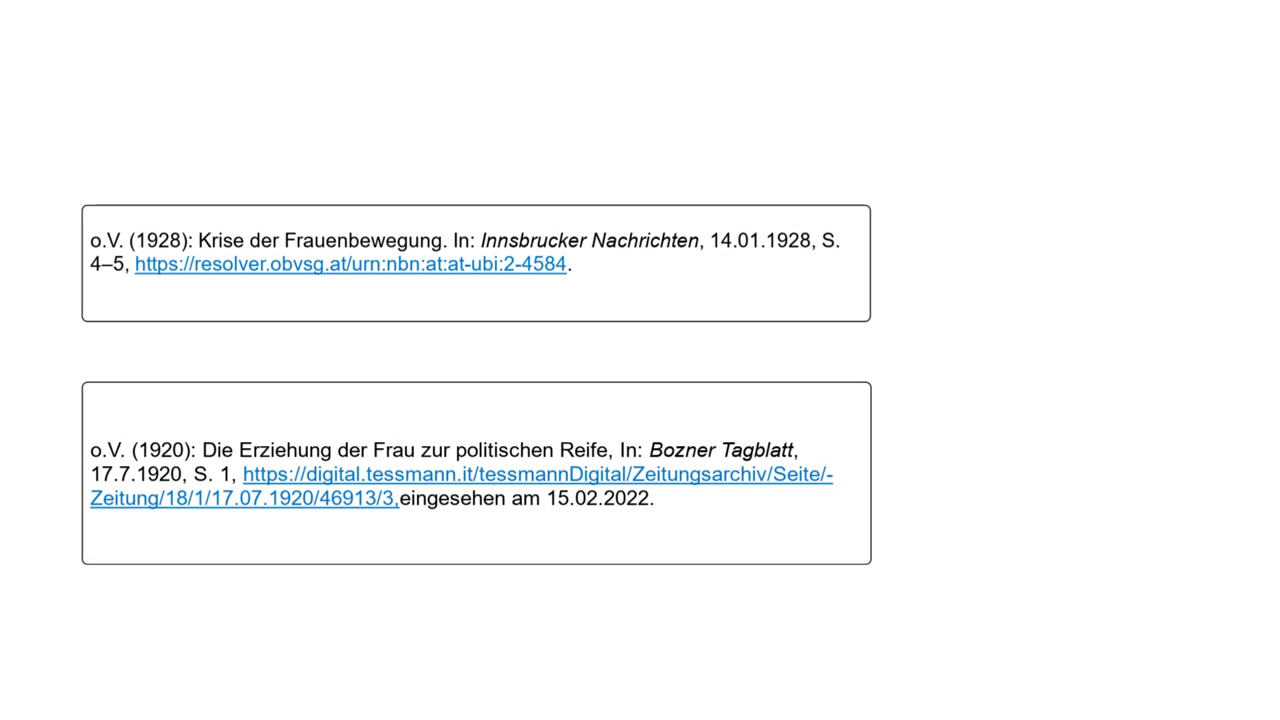 o.V. (1928): Krise der Frauenbewegung. In: Innsbrucker Nachrichten, 14.01.1928, S.
4–5, https://resolver.obvsg.at/urn:nbn:at:at-ubi:2-4584.
o.V. (1920): Die Erziehung der Frau zur politischen Reife, In: Bozner Tagblatt,
17.7.1920, S. 1, https://digital.tessmann.it/tessmannDigital/Zeitungsarchiv/Seite/-
Zeitung/18/1/17.07.1920/46913/3,eingesehen am 15.02.2022.